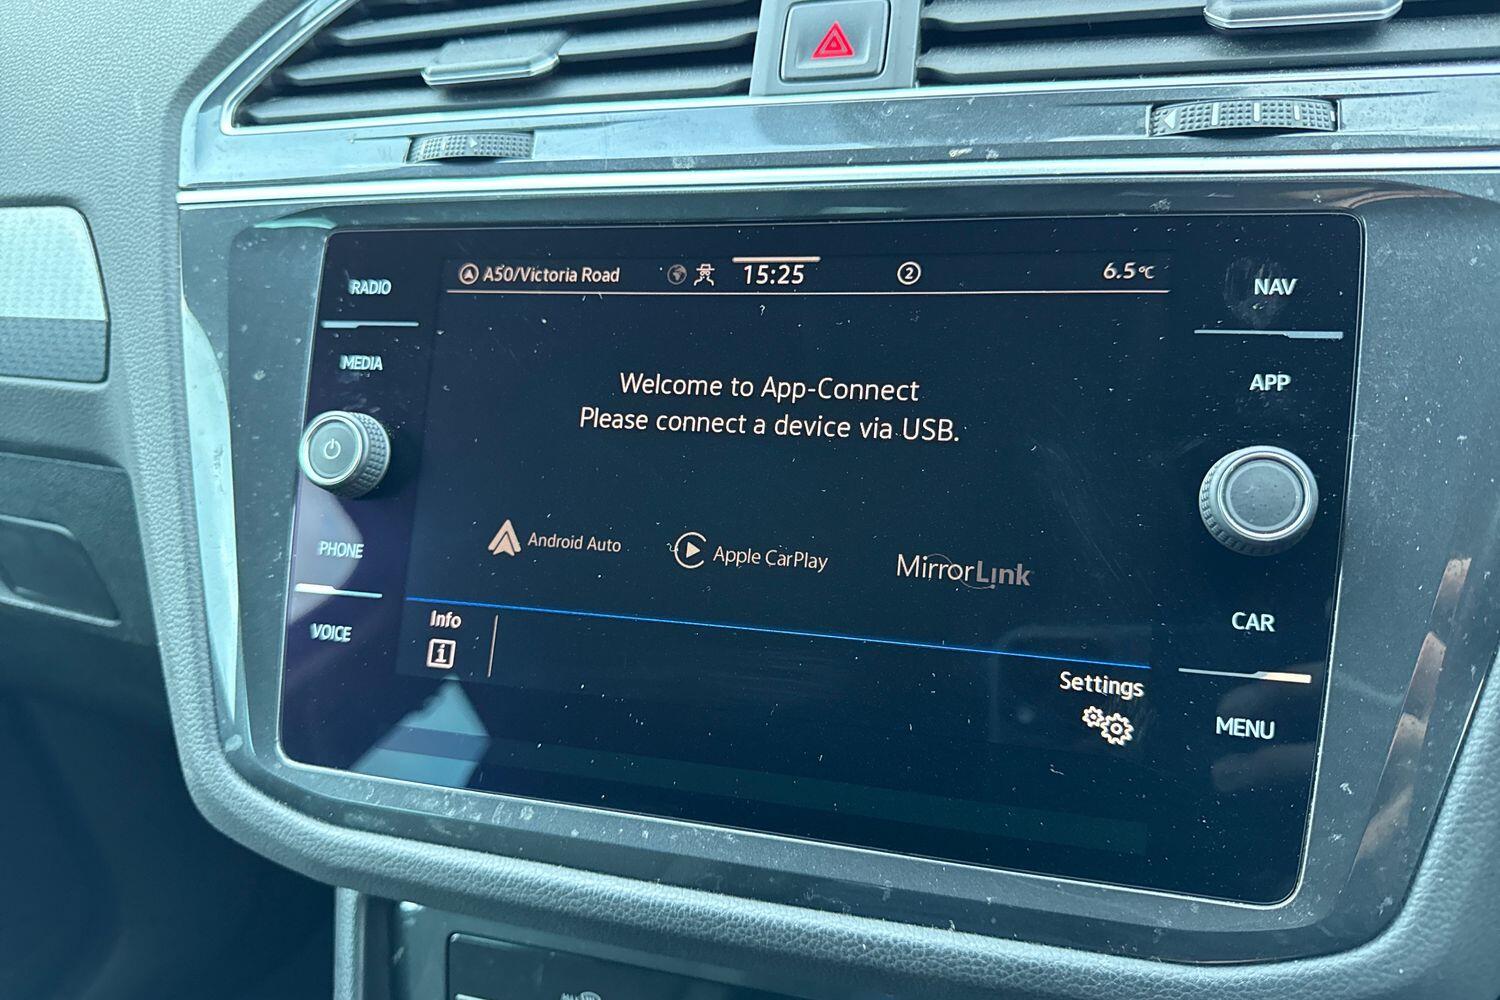 RADIO
MEDIA
PHONE
VOICE
A50/Victoria Road
15:25
2
6.5°C
Welcome to App-Connect
Please connect a device via USB.
Android Auto
Apple CarPlay
MirrorLink
Info
i
Settings
NAV
APP
CAR
MENU